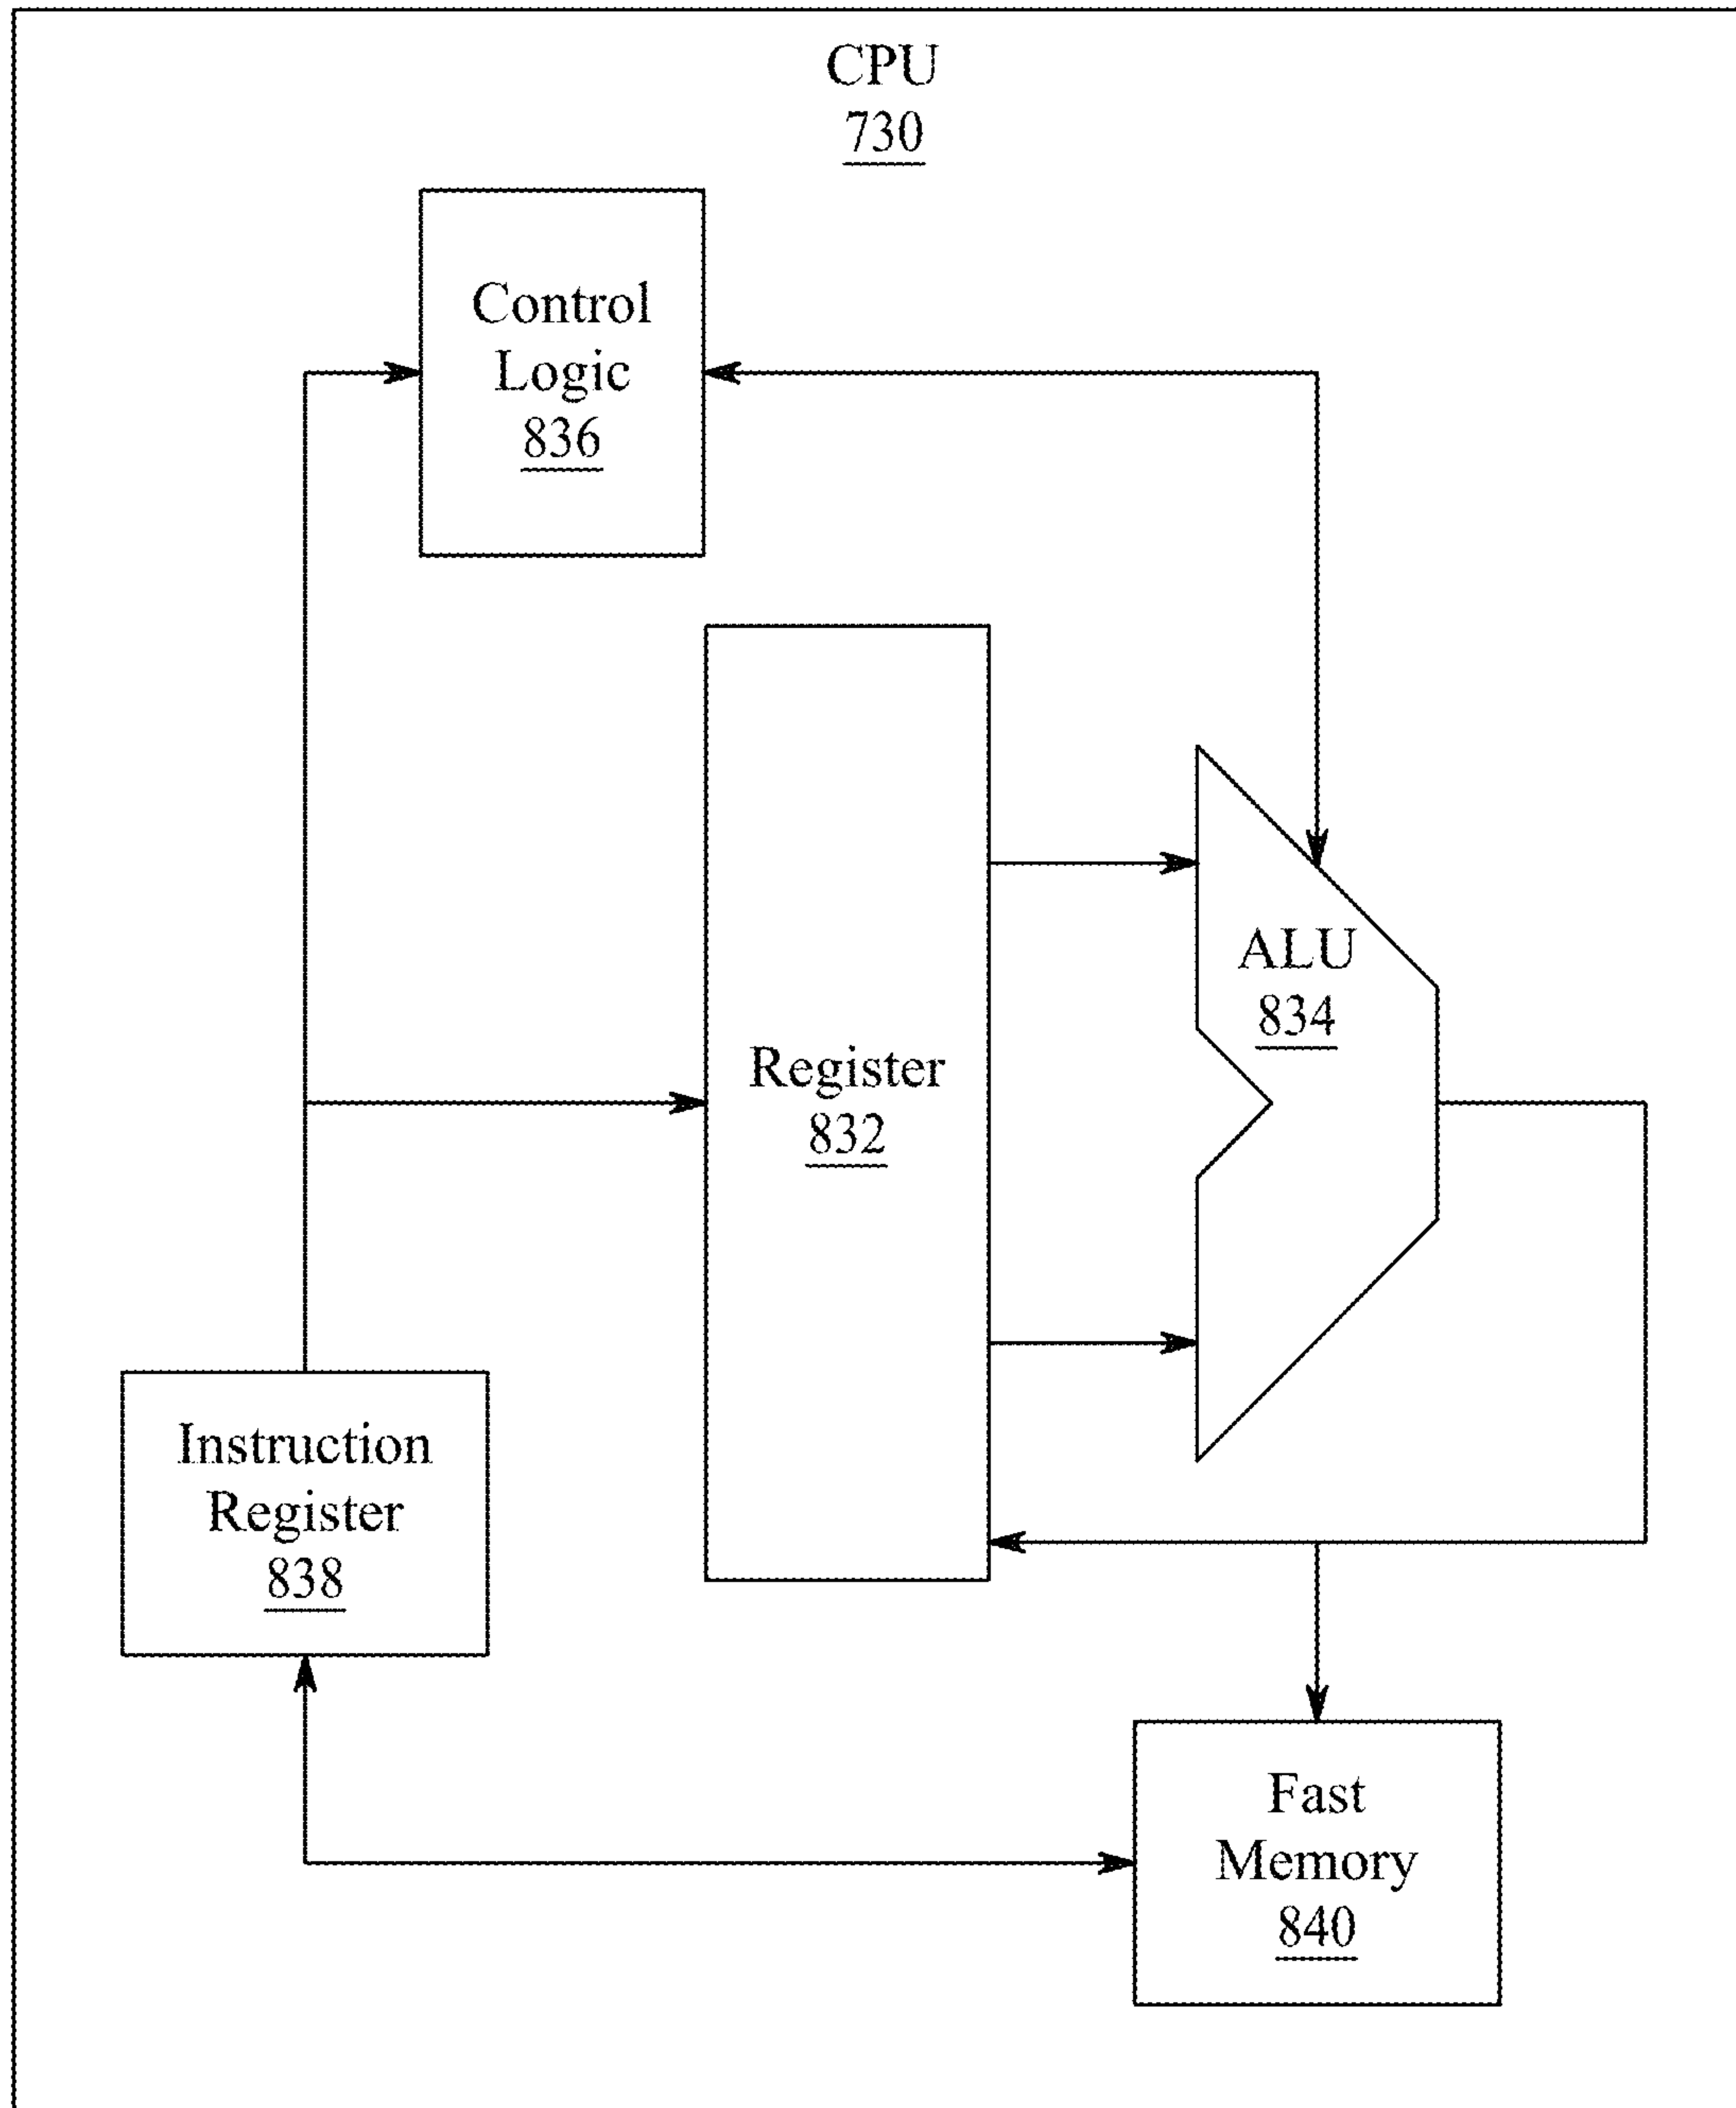 CPU
730
Control
Logic
836
ALU
834
Register
832
Instruction
Register
838
Fast
Memory
840